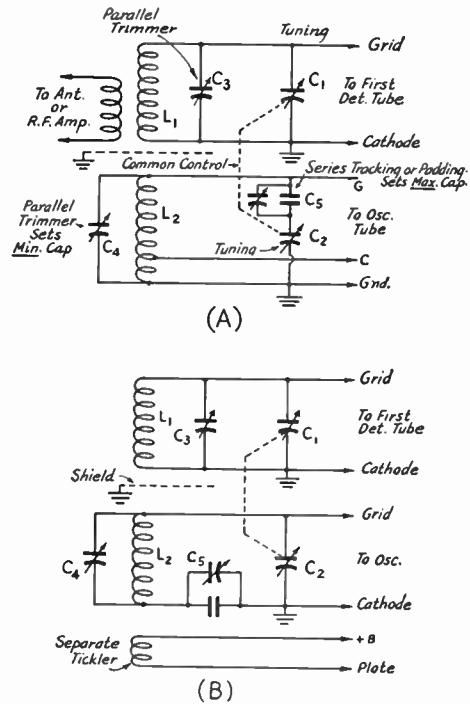 Parallel
Trimmer
Tuning
Grid
C3
C1
To Ant.
or
R.F. Amp.
L1
To First
Det. Tube
Cathode
Common Control
Series Tracking or Padding-
Sets Max. Cap.
G
L2
C5
Parallel
Trimmer
Sets
Min. Cap
C4
To Osc.
Tube
C2
Tuning
C
Gnd.
(A)
Grid
L1
C3
C1
To First
Det. Tube
Cathode
Shield
Grid
C4
L2
C5
C2
To Osc.
Cathode
Separate
Tickler
+B
Plate
(B)